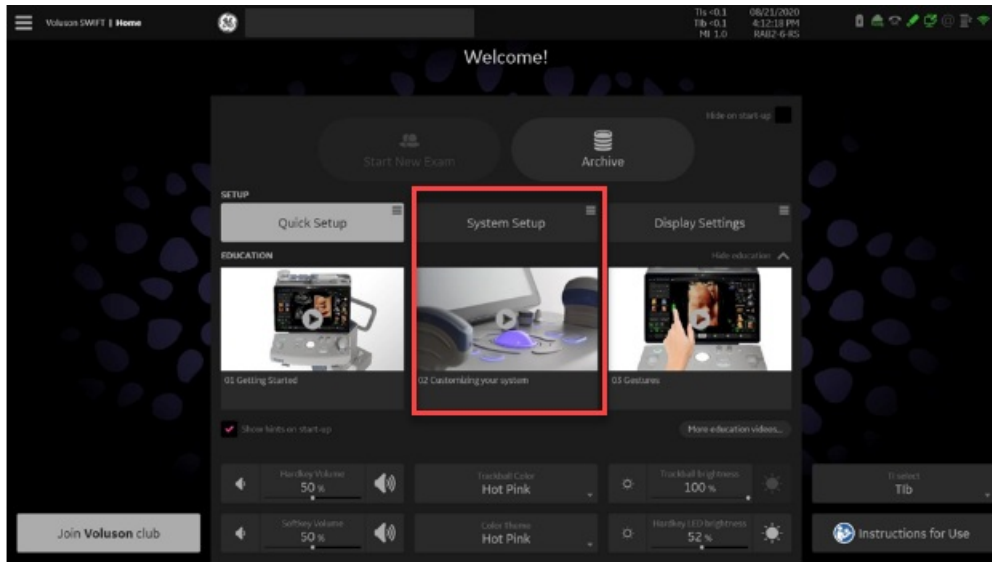 Voluson SWIFT | Home
TIs <0.1
TIb <0.1
MI 1.0
08/21/2020
4:12:18 PM
RAB2-6-RS
Welcome!
Hide on start-up
Start New Exam
Archive
SETUP
Quick Setup
System Setup
Display Settings
EDUCATION
Hide education
01 Getting Started
02 Customizing your system
03 Gestures
Show hints on start-up
More education videos...
Hardkey Volume
50 %
Trackball Color
Hot Pink
Trackball brightness
100 %
TI select
TIb
Join Voluson club
Softkey Volume
50 %
Color Theme
Hot Pink
Hardkey LED brightness
52 %
Instructions for Use